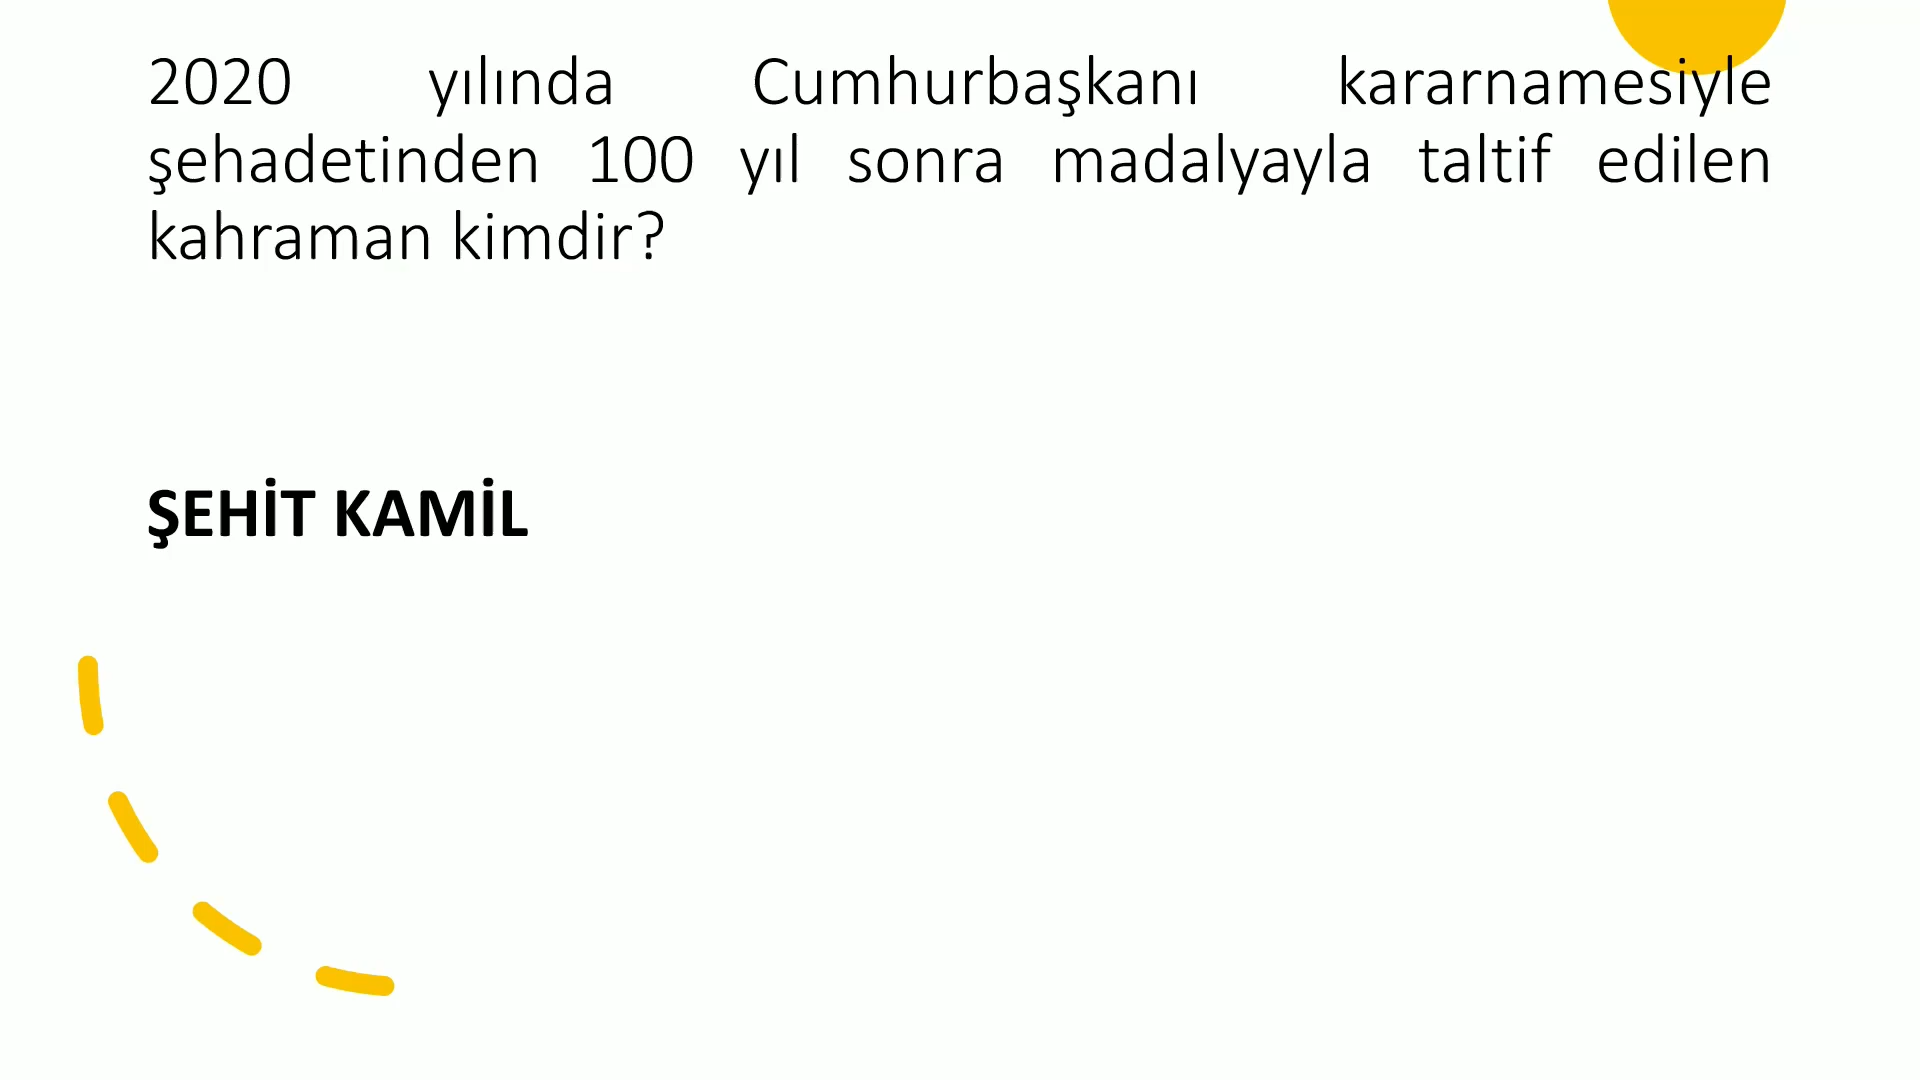 2020 yılında Cumhurbaşkanı kararnamesiyle
şehadetinden 100 yıl sonra madalyayla taltif edilen
kahraman kimdir?
ŞEHİT KAMİL